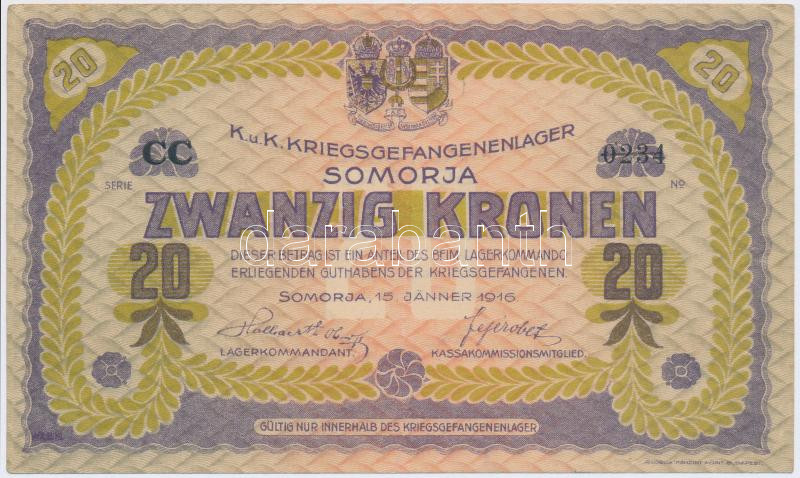 20 20
K.u.K. KRIEGSGEFANGENENLAGER
CC 0234
SOMORJA
SERIE Nº
ZWANZIG KRONEN
darabanth
20 20
DIESER BETRAG IST EIN ANTEIL DES BEIM LAGERKOMMANDO
ERLIEGENDEN GUTHABENS DER KRIEGSGEFANGENEN.
SOMORJA, 15. JÄNNER 1916.
LAGERKOMMANDANT. KASSAKOMMISSIONSMITGLIED.
GÜLTIG NUR INNERHALB DES KRIEGSGEFANGENENLAGER